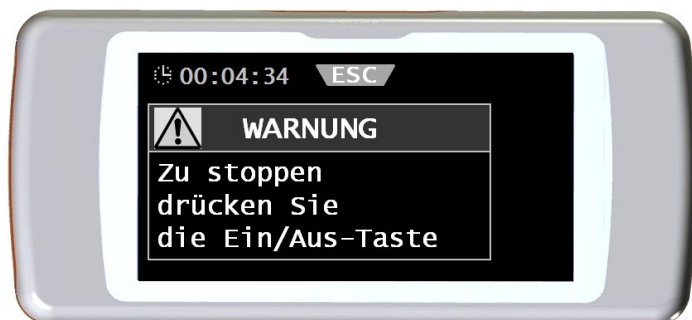 00:04:34 ESC
WARNUNG
Zu stoppen
drücken Sie
die Ein/Aus-Taste